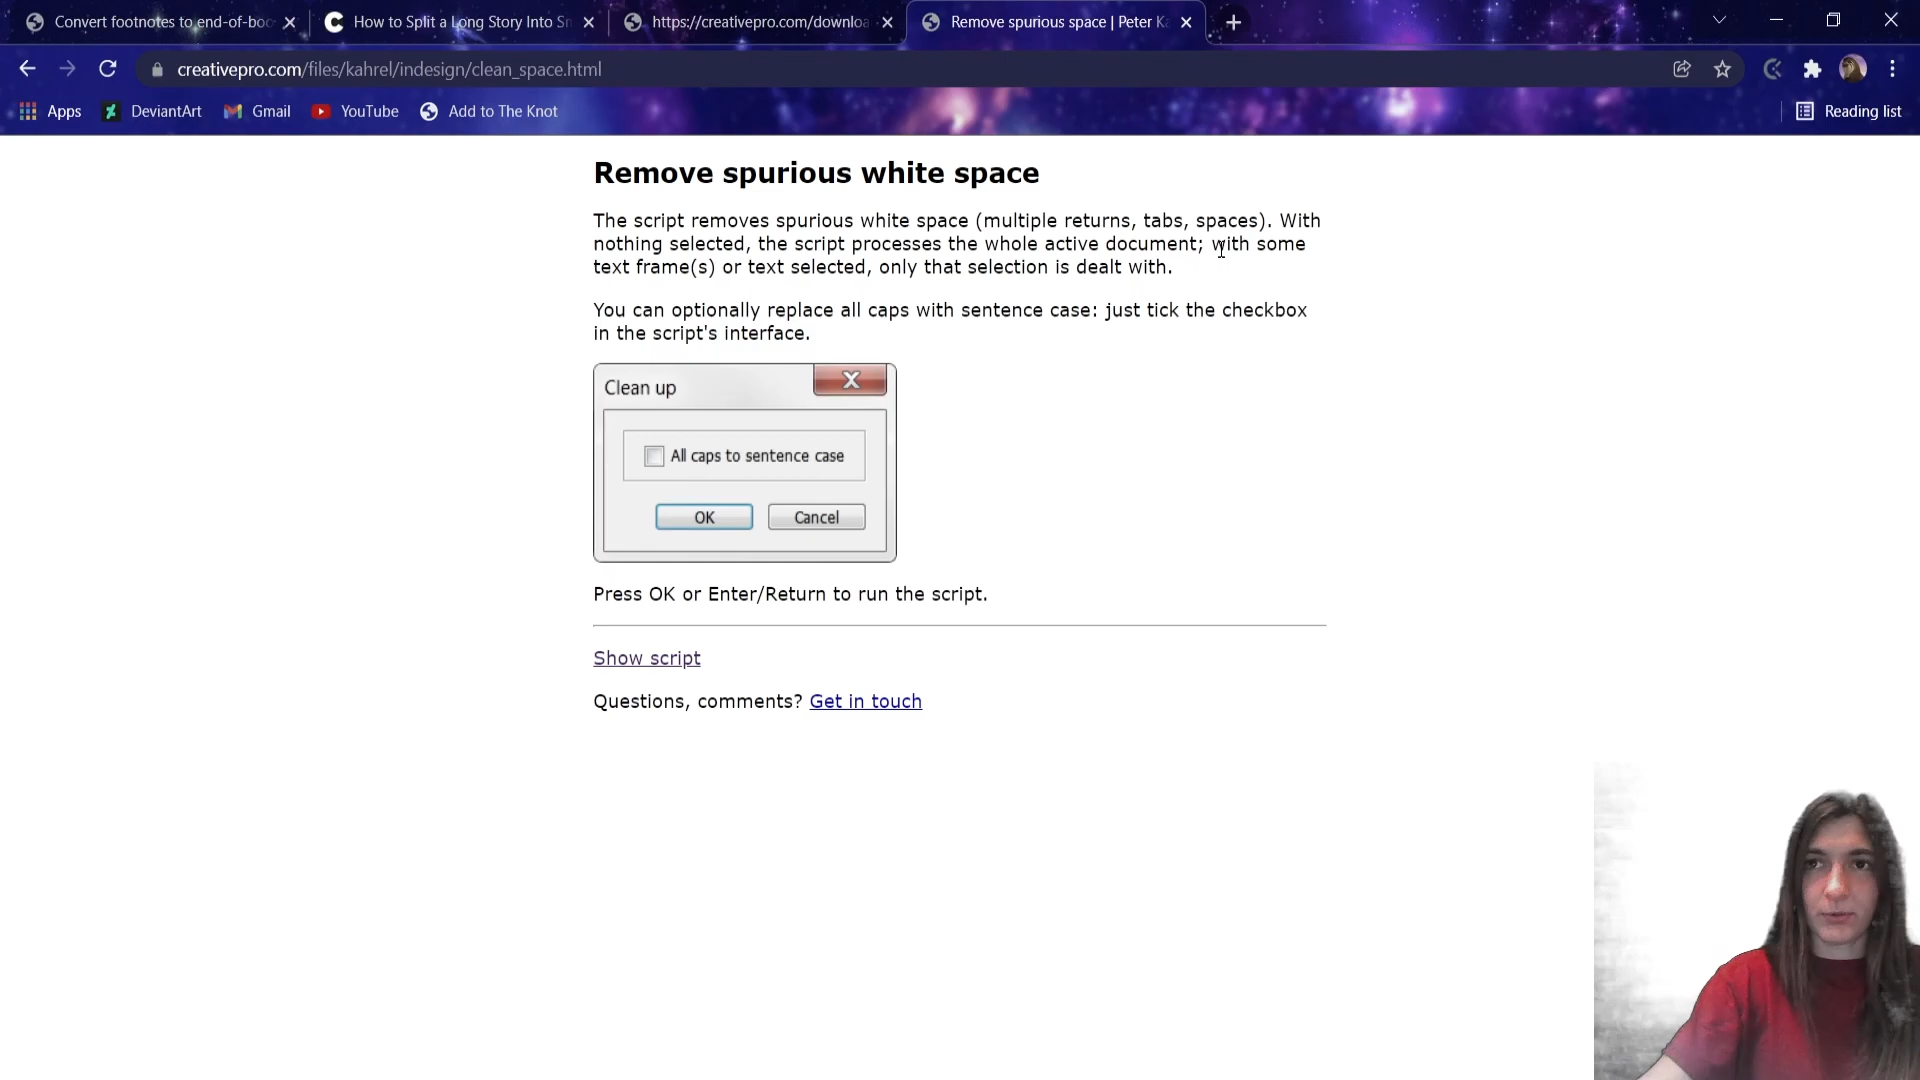 Convert footnotes to end-of-boo
How to Split a Long Story Into Sn
https://creativepro.com/downloa
Remove spurious space | Peter Ka
creativepro.com/files/kahrel/indesign/clean_space.html
Apps
DeviantArt
Gmail
YouTube
Add to The Knot
Reading list
Remove spurious white space
The script removes spurious white space (multiple returns, tabs, spaces). With
nothing selected, the script processes the whole active document; with some
text frame(s) or text selected, only that selection is dealt with.
You can optionally replace all caps with sentence case: just tick the checkbox
in the script's interface.
Clean up
All caps to sentence case
OK
Cancel
Press OK or Enter/Return to run the script.
Show script
Questions, comments? Get in touch